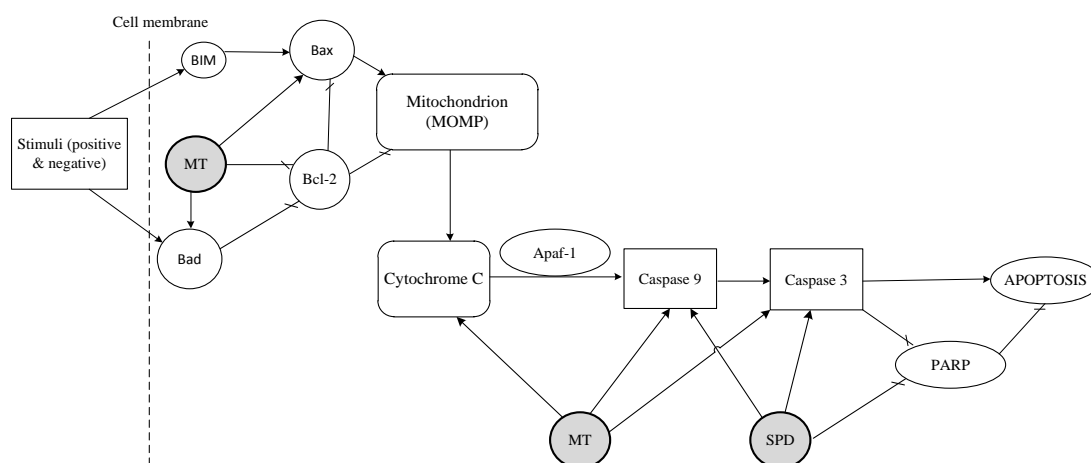 Cell membrane
BIM
Bax
Mitochondrion
(MOMP)
Stimuli (positive
& negative)
MT
Bcl-2
Bad
Apaf-1
Cytochrome C
Caspase 9
Caspase 3
APOPTOSIS
PARP
MT
SPD